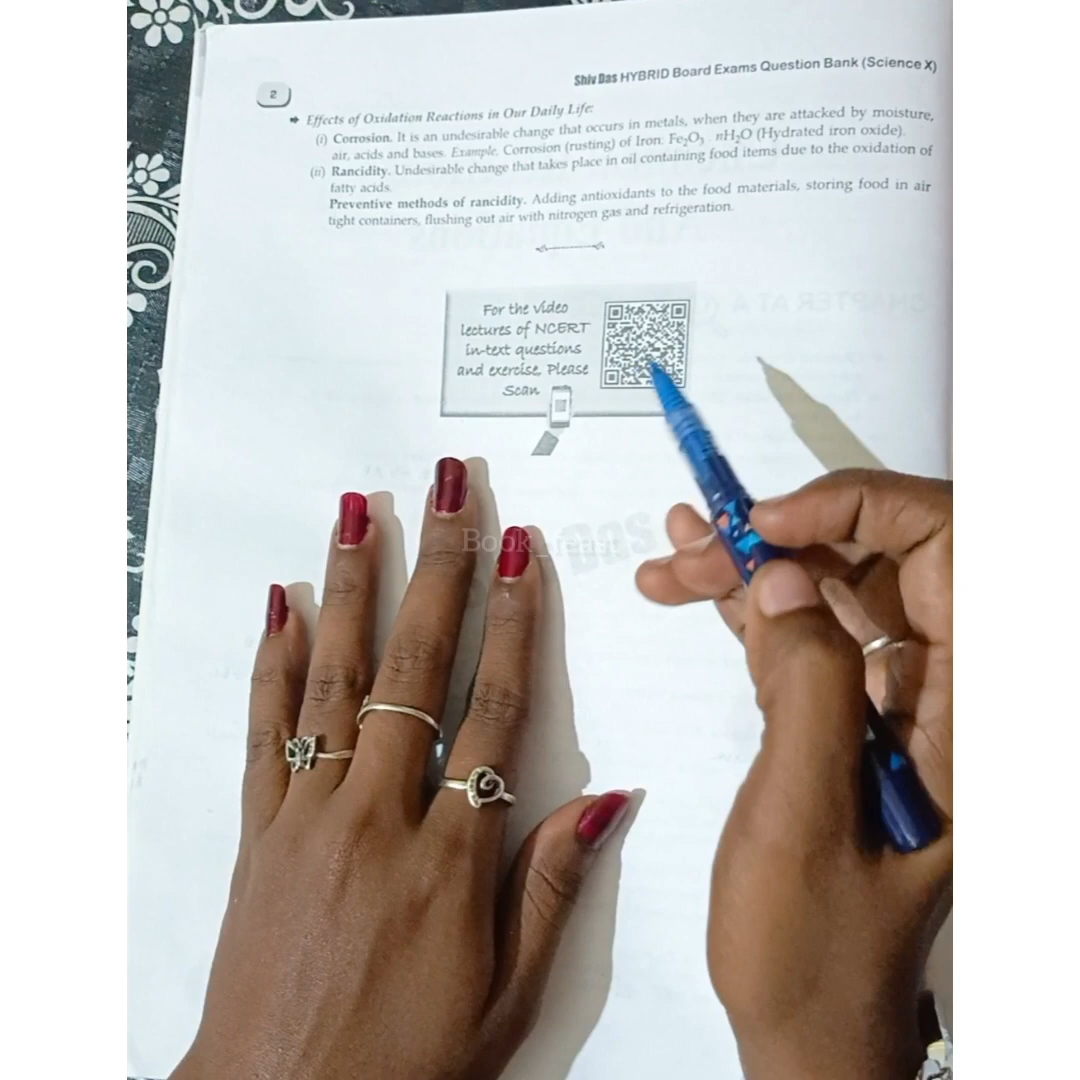 2
Shiv Das HYBRID Board Exams Question Bank (Science X)
➧ Effects of Oxidation Reactions in Our Daily Life:
(i) Corrosion. It is an undesirable change that occurs in metals, when they are attacked by moisture,
air, acids and bases. Example. Corrosion (rusting) of Iron: Fe₂O₃ . nH₂O (Hydrated iron oxide).
(ii) Rancidity. Undesirable change that takes place in oil containing food items due to the oxidation of
fatty acids.
Preventive methods of rancidity. Adding antioxidants to the food materials, storing food in air
tight containers, flushing out air with nitrogen gas and refrigeration.
For the video
lectures of NCERT
in-text questions
and exercise, Please
Scan
Book_feast